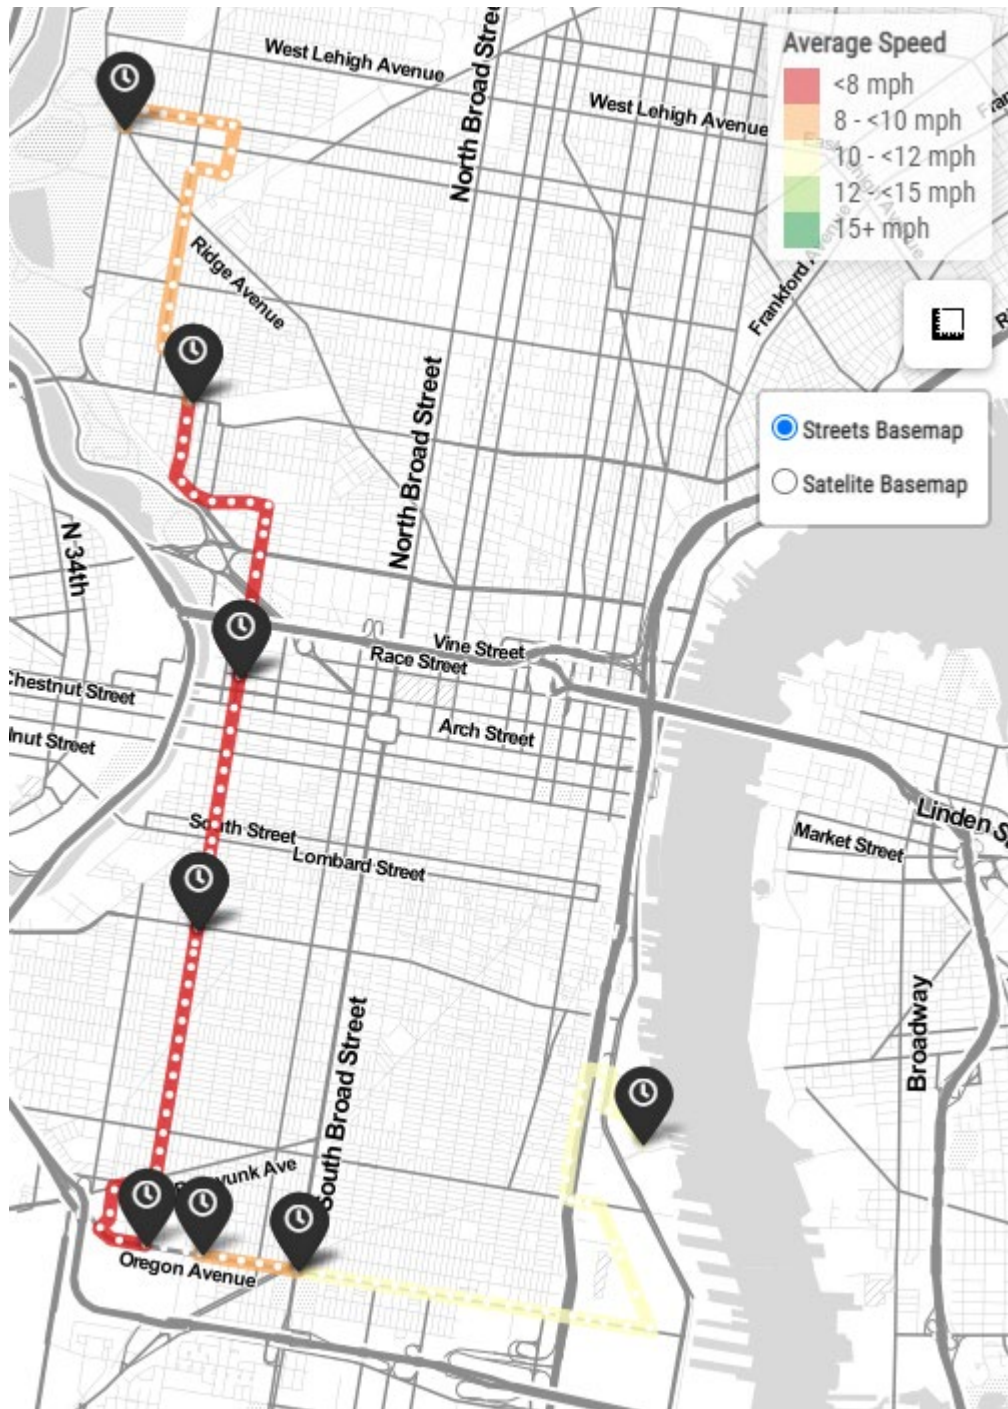 West Lehigh Avenue
North Broad Stree
West Lehigh Avenue
Average Speed
<8 mph
8 - <10 mph
10 - <12 mph
12 - <15 mph
15+ mph
Ridge Avenue
Frankford Avenue
Streets Basemap
Satelite Basemap
North Broad Street
N 34th
Vine Street
Race Street
Chestnut Street
Arch Street
lnut Street
South Street
Lombard Street
Linden S
Market Street
Broadway
South Broad Street
yunk Ave
Oregon Avenue